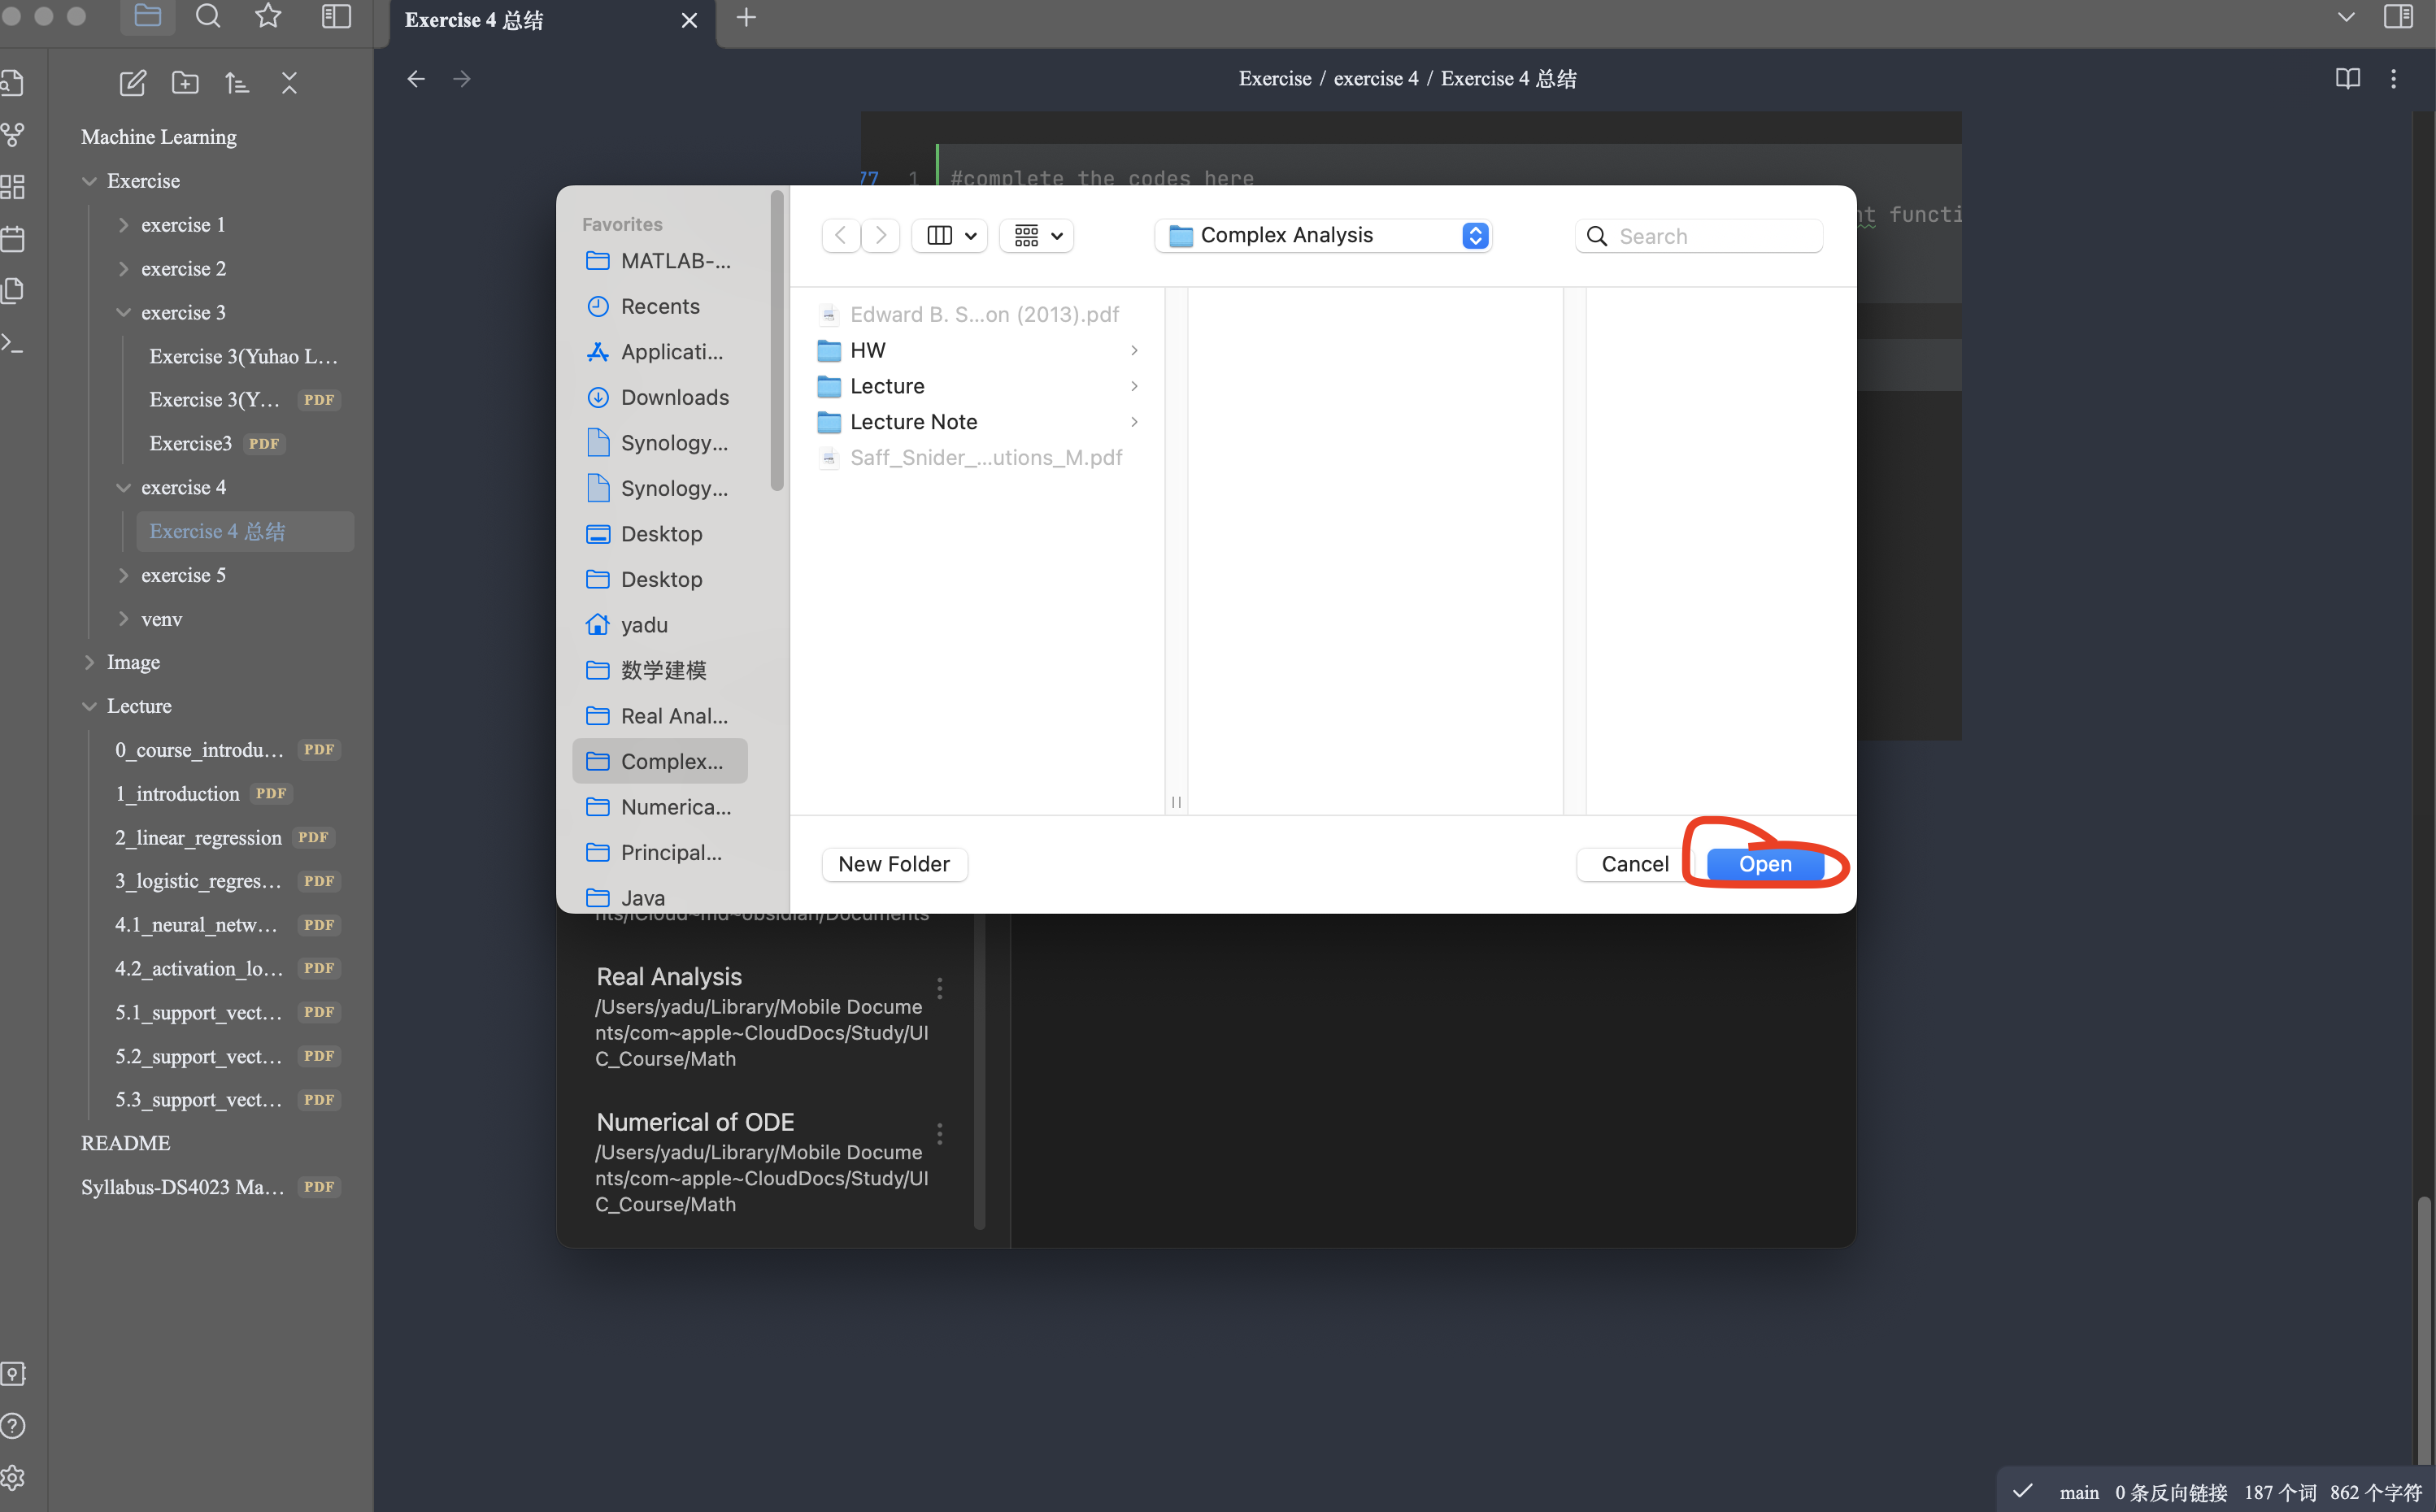 Exercise 4 总结
Machine Learning
Exercise
exercise 1
exercise 2
exercise 3
Exercise 3(Yuhao L...
Exercise 3(Y... PDF
Exercise3 PDF
exercise 4
Exercise 4 总结
exercise 5
venv
Image
Lecture
0_course_introdu... PDF
1_introduction PDF
2_linear_regression PDF
3_logistic_regres... PDF
4.1_neural_netw... PDF
4.2_activation_lo... PDF
5.1_support_vect... PDF
5.2_support_vect... PDF
5.3_support_vect... PDF
README
Syllabus-DS4023 Ma... PDF
Exercise / exercise 4 / Exercise 4 总结
77 1 #complete the codes here
nt functi
Favorites
MATLAB-...
Recents
Applicati...
Downloads
Synology...
Synology...
Desktop
Desktop
yadu
数学建模
Real Anal...
Complex...
Numerica...
Principal...
Java
Complex Analysis
Search
Edward B. S...on (2013).pdf
HW
Lecture
Lecture Note
Saff_Snider_...utions_M.pdf
New Folder
Cancel
Open
nts/iCloud~md~obsidian/Documents
Real Analysis
/Users/yadu/Library/Mobile Docume
nts/com~apple~CloudDocs/Study/UI
C_Course/Math
Numerical of ODE
/Users/yadu/Library/Mobile Docume
nts/com~apple~CloudDocs/Study/UI
C_Course/Math
main 0 条反向链接 187 个词 862 个字符